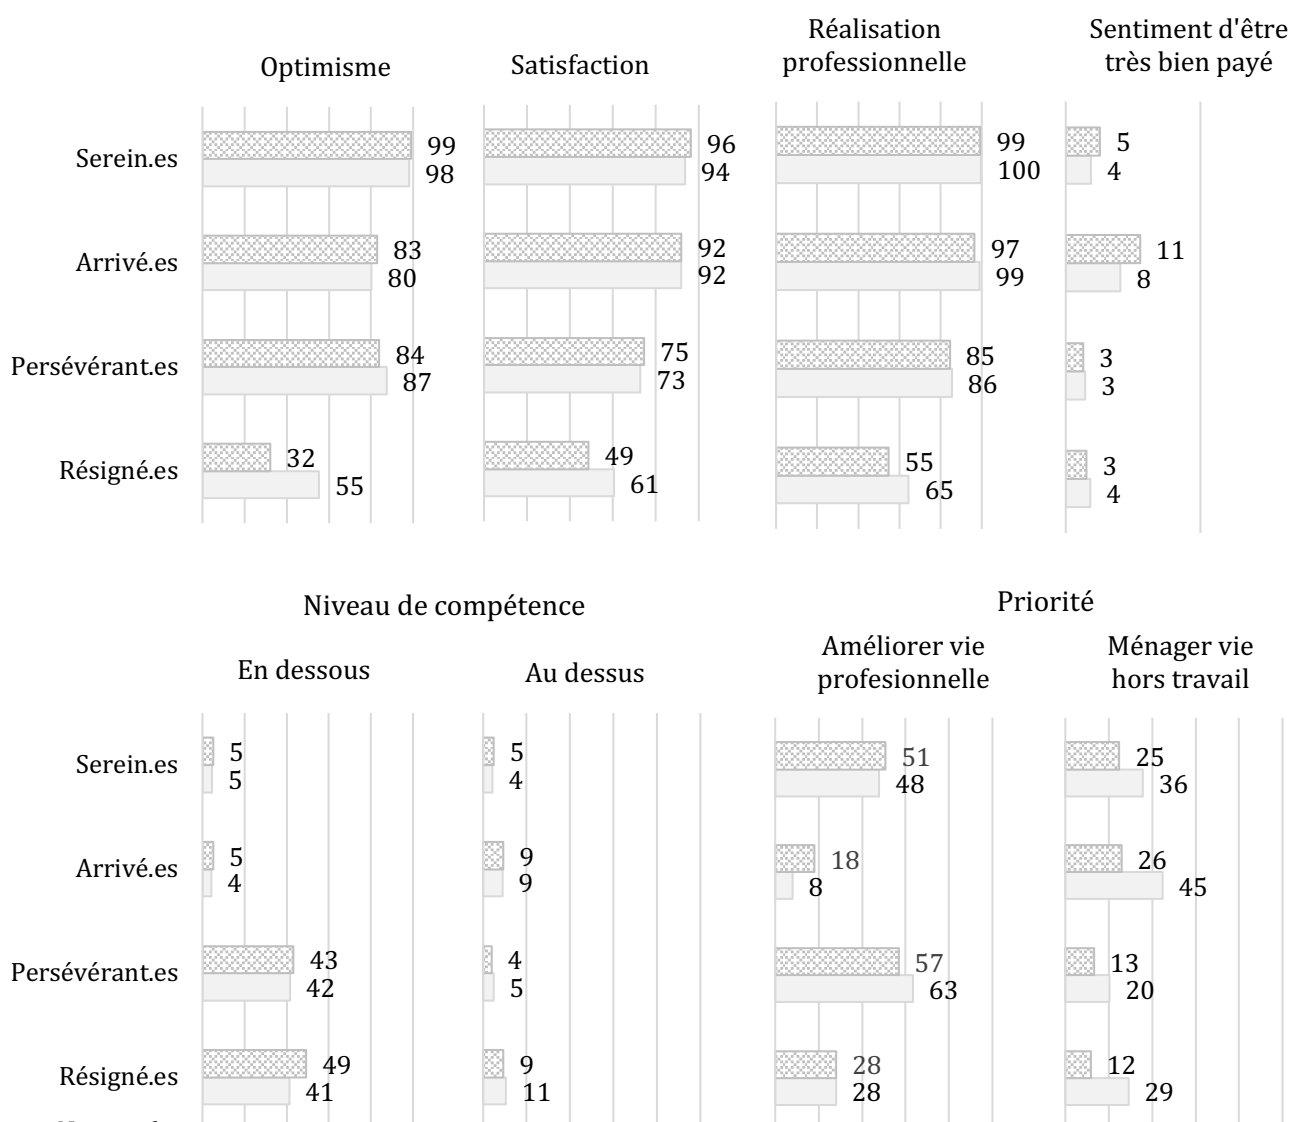 Réalisation
professionnelle
Sentiment d'être
très bien payé
Optimisme
Satisfaction
Serein.es
99
98
96
94
99
100
5
4
Arrivé.es
83
80
92
92
97
99
11
8
Persévérant.es
84
87
75
73
85
86
3
3
Résigné.es
32
55
49
61
55
65
3
4
Niveau de compétence
Priorité
En dessous
Au dessus
Améliorer vie
profesionnelle
Ménager vie
hors travail
Serein.es
5
5
5
4
51
48
25
36
Arrivé.es
5
4
9
9
18
8
26
45
Persévérant.es
43
42
4
5
57
63
13
20
Résigné.es
49
41
9
11
28
28
12
29